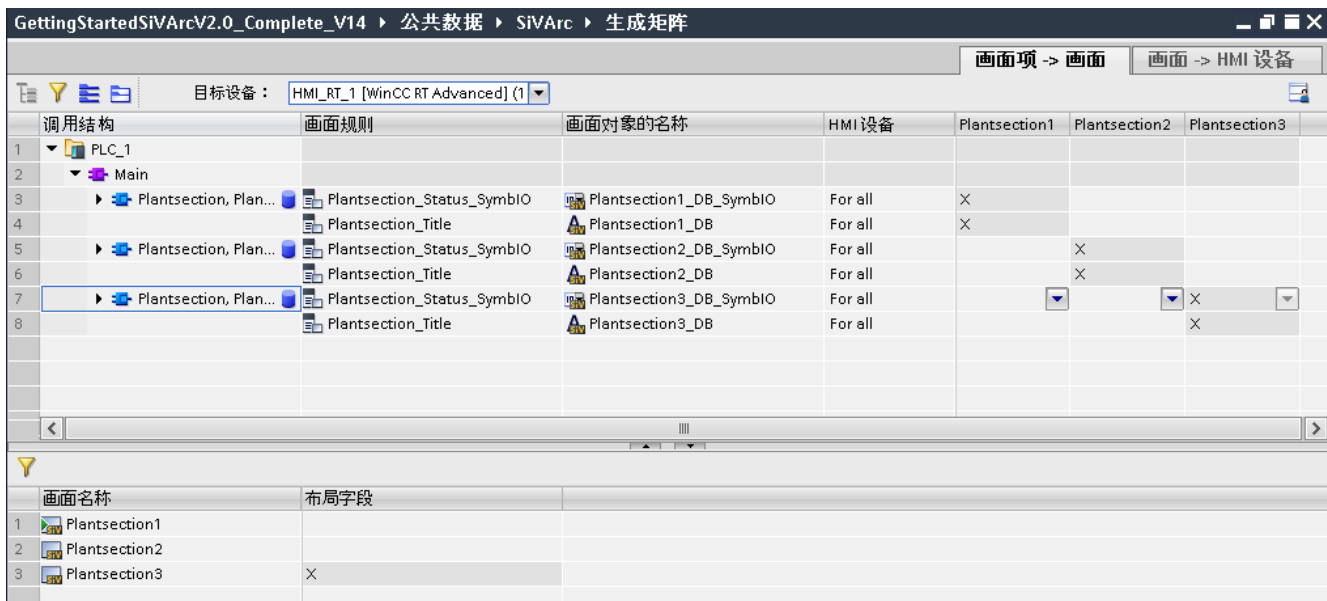 GettingStartedSiVArcV2.0_Complete_V14 ▸ 公共数据 ▸ SiVArc ▸ 生成矩阵
画面项 -> 画面 画面 -> HMI 设备
目标设备： HMI_RT_1 [WinCC RT Advanced] (1
调用结构 画面规则 画面对象的名称 HMI 设备 Plantsection1 Plantsection2 Plantsection3
1 PLC_1
2 Main
3 Plantsection, Plan... Plantsection_Status_SymbIO Plantsection1_DB_SymbIO For all X
4 Plantsection_Title Plantsection1_DB For all X
5 Plantsection, Plan... Plantsection_Status_SymbIO Plantsection2_DB_SymbIO For all X
6 Plantsection_Title Plantsection2_DB For all X
7 Plantsection, Plan... Plantsection_Status_SymbIO Plantsection3_DB_SymbIO For all X
8 Plantsection_Title Plantsection3_DB For all X
画面名称 布局字段
1 Plantsection1
2 Plantsection2
3 Plantsection3 X